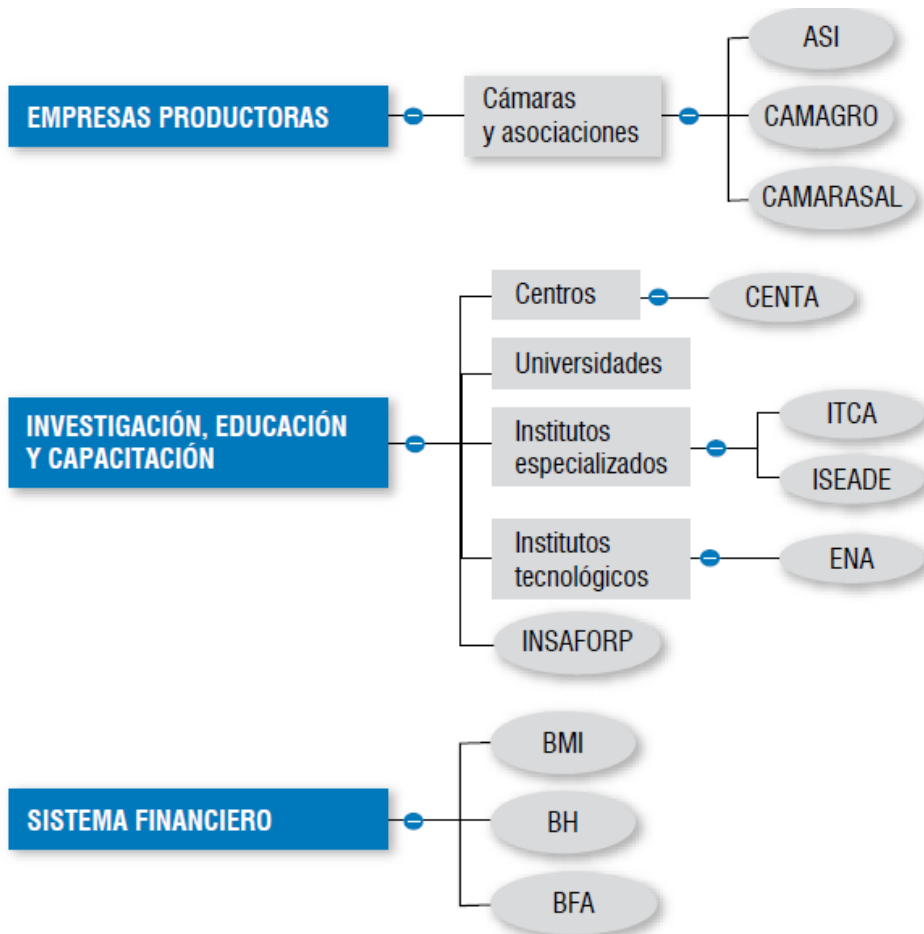 ASI
EMPRESAS PRODUCTORAS
Cámaras
y asociaciones
CAMAGRO
CAMARASAL
Centros
CENTA
Universidades
INVESTIGACIÓN, EDUCACIÓN
Y CAPACITACIÓN
Institutos
especializados
ITCA
ISEADE
Institutos
tecnológicos
ENA
INSAFORP
BMI
SISTEMA FINANCIERO
BH
BFA